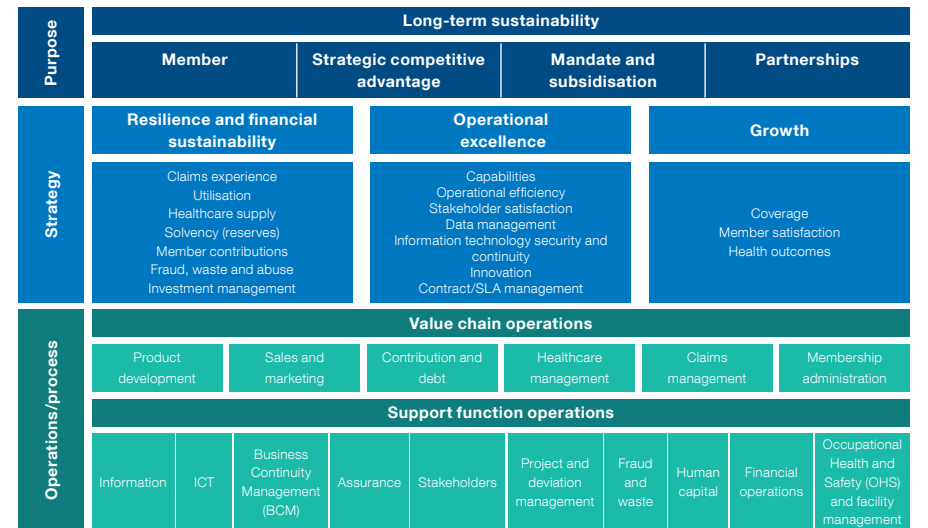 Purpose
Long-term sustainability
Member
Strategic competitive
advantage
Mandate and
subsidisation
Partnerships
Strategy
Resilience and financial
sustainability
Claims experience
Utilisation
Healthcare supply
Solvency (reserves)
Member contributions
Fraud, waste and abuse
Investment management
Operational
excellence
Capabilities
Operational efficiency
Stakeholder satisfaction
Data management
Information technology security and
continuity
Innovation
Contract/SLA management
Growth
Coverage
Member satisfaction
Health outcomes
Operations/process
Value chain operations
Product
development
Sales and
marketing
Contribution and
debt
Healthcare
management
Claims
management
Membership
administration
Support function operations
Information
ICT
Business
Continuity
Management
(BCM)
Assurance
Stakeholders
Project and
deviation
management
Fraud
and
waste
Human
capital
Financial
operations
Occupational
Health and
Safety (OHS)
and facility
management